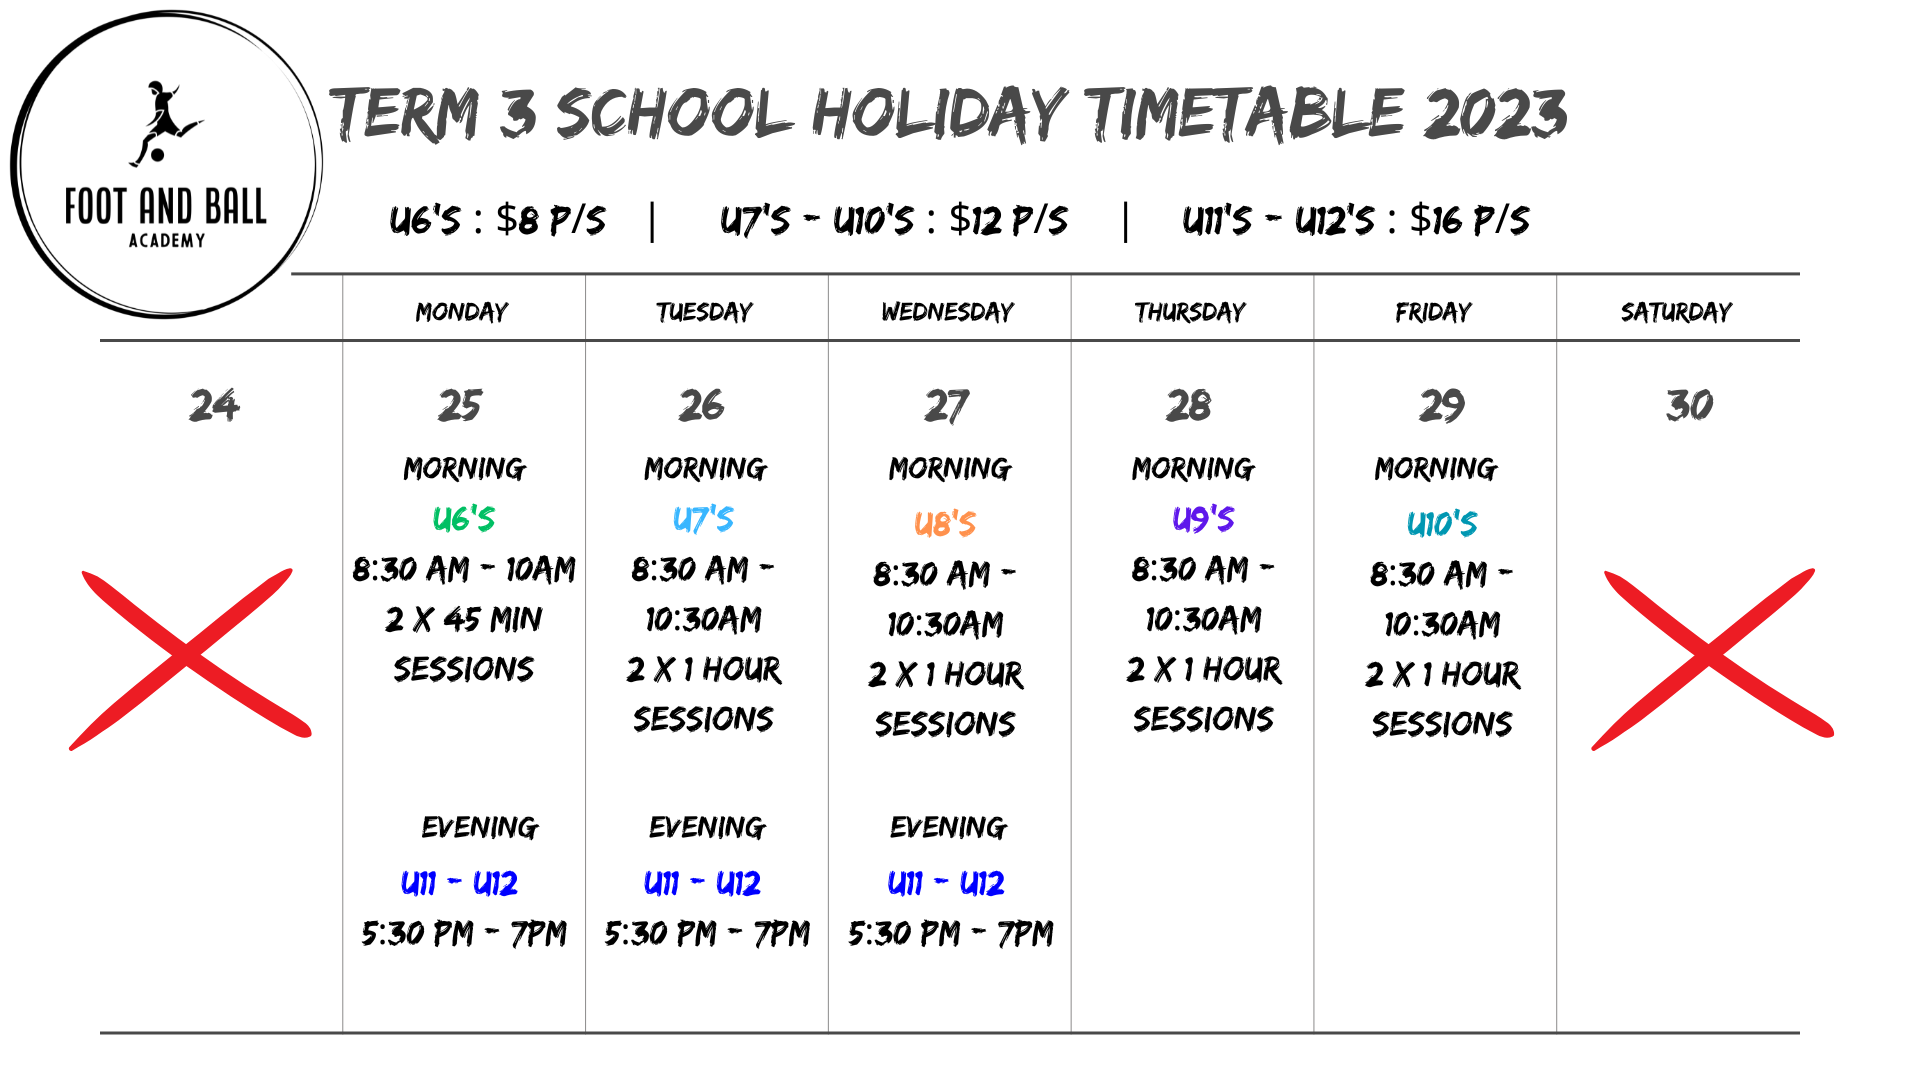 FOOT AND BALL
ACADEMY
TERM 3 SCHOOL HOLIDAY TIMETABLE 2023
U6'S : $8 P/S | U7'S - U10'S : $12 P/S | U11'S - U12'S : $16 P/S
MONDAY TUESDAY WEDNESDAY THURSDAY FRIDAY SATURDAY
24
25
MORNING
U6'S
8:30 AM - 10AM
2 X 45 MIN
SESSIONS
EVENING
U11 - U12
5:30 PM - 7PM
26
MORNING
U7'S
8:30 AM -
10:30AM
2 X 1 HOUR
SESSIONS
EVENING
U11 - U12
5:30 PM - 7PM
27
MORNING
U8'S
8:30 AM -
10:30AM
2 X 1 HOUR
SESSIONS
EVENING
U11 - U12
5:30 PM - 7PM
28
MORNING
U9'S
8:30 AM -
10:30AM
2 X 1 HOUR
SESSIONS
29
MORNING
U10'S
8:30 AM -
10:30AM
2 X 1 HOUR
SESSIONS
30